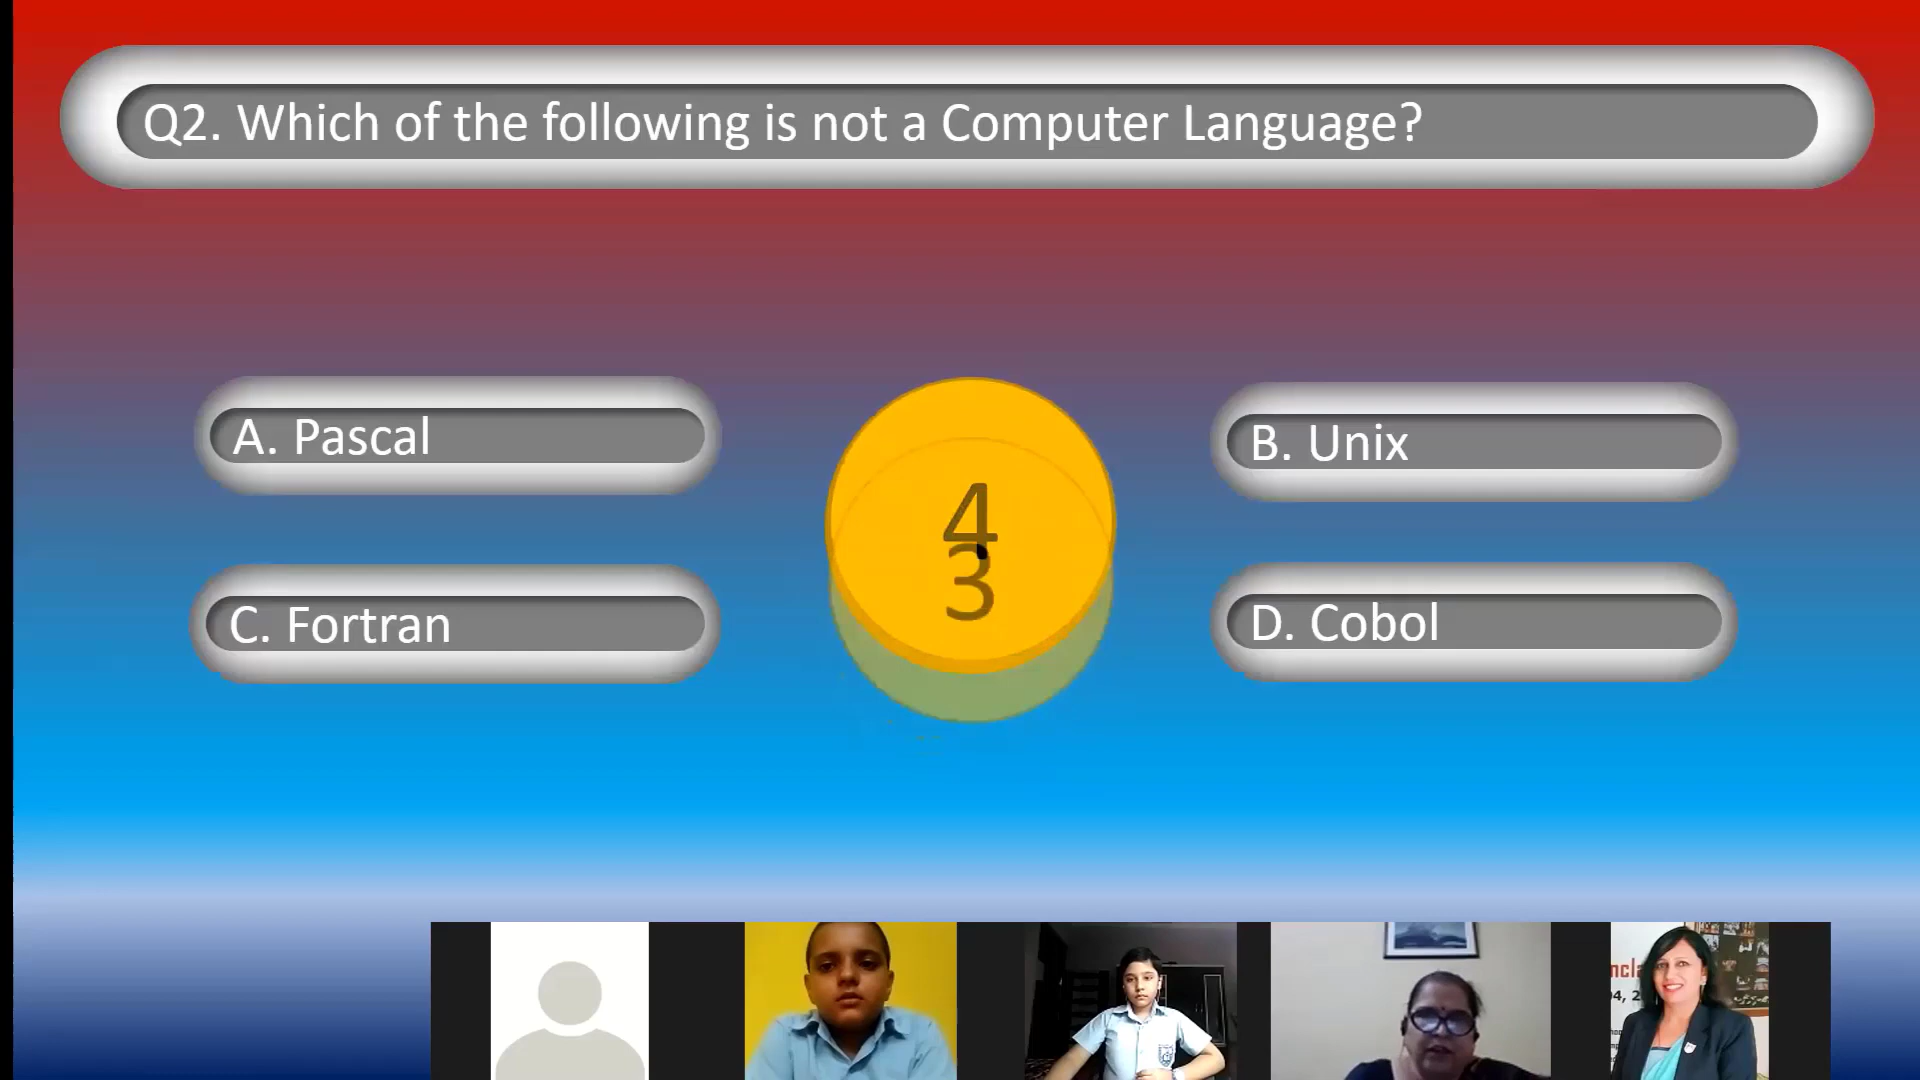 Q2. Which of the following is not a Computer Language?
A. Pascal
B. Unix
4
3
C. Fortran
D. Cobol